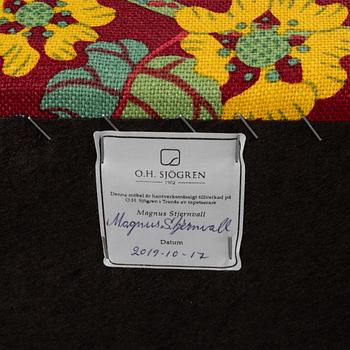 O.H. SJÖGREN
1902
Denna möbel är hantverksmässigt tillverkad på
O.H. Sjögren i Tranås av tapetserare
Magnus Stjernvall
Magnus Stjernvall
Datum
2019-10-17